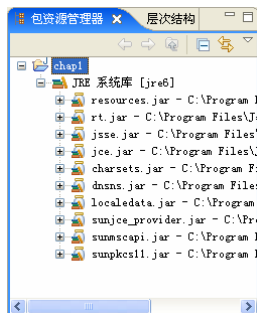 包资源管理器 层次结构
chap1
JRE 系统库 [jre6]
resources.jar - C:\Program F
rt.jar - C:\Program Files\J
jsse.jar - C:\Program Files'
jce.jar - C:\Program Files\J
charsets.jar - C:\Program Fi
dnsns.jar - C:\Program File
localedata.jar - C:\Program
sunjce_provider.jar - C:\Pro
sunmscapi.jar - C:\Program F
sunpkcs11.jar - C:\Program F